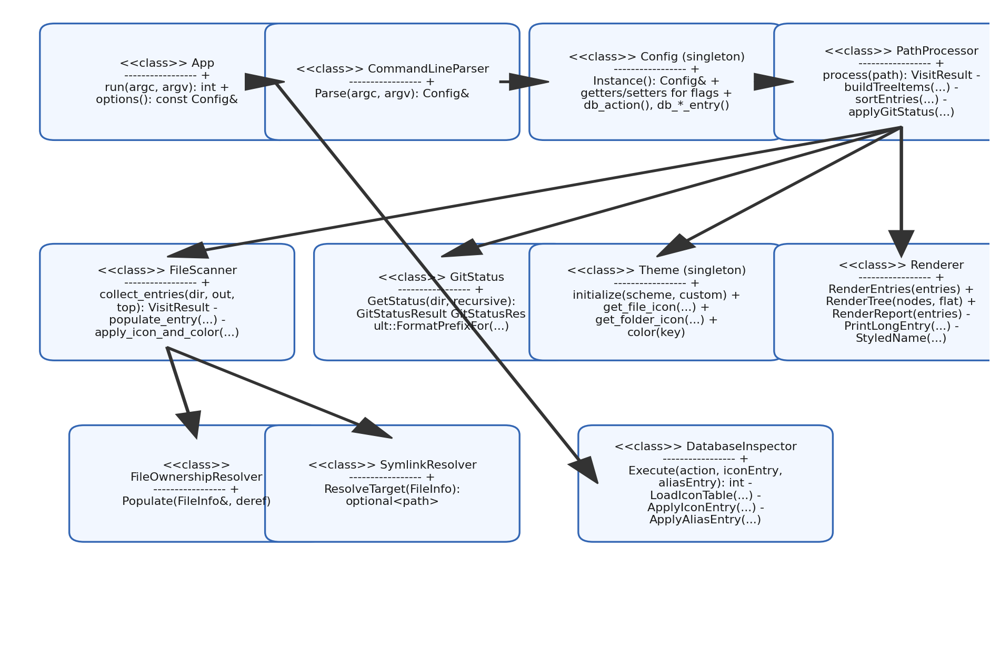 <<class>> App
----------------- +
run(argc, argv): int +
options(): const Config&
<<class>> CommandLineParser
----------------- +
Parse(argc, argv): Config&
<<class>> Config (singleton)
----------------- +
Instance(): Config& +
getters/setters for flags +
db_action(), db_*_entry()
<<class>> PathProcessor
----------------- +
process(path): VisitResult -
buildTreeItems(...) -
sortEntries(...) -
applyGitStatus(...)
<<class>> FileScanner
----------------- +
collect_entries(dir, out,
top): VisitResult -
populate_entry(...) -
apply_icon_and_color(...)
<<class>> GitStatus
----------------- +
GetStatus(dir, recursive):
GitStatusResult GitStatusRes
ult::FormatPrefixFor(...)
<<class>> Theme (singleton)
----------------- +
initialize(scheme, custom) +
get_file_icon(...) +
get_folder_icon(...) +
color(key)
<<class>> Renderer
----------------- +
RenderEntries(entries) +
RenderTree(nodes, flat) +
RenderReport(entries) -
PrintLongEntry(...) -
StyledName(...)
<<class>>
FileOwnershipResolver
----------------- +
Populate(FileInfo&, deref)
<<class>> SymlinkResolver
----------------- +
ResolveTarget(FileInfo):
optional<path>
<<class>> DatabaseInspector
----------------- +
Execute(action, iconEntry,
aliasEntry): int -
LoadIconTable(...) -
ApplyIconEntry(...) -
ApplyAliasEntry(...)